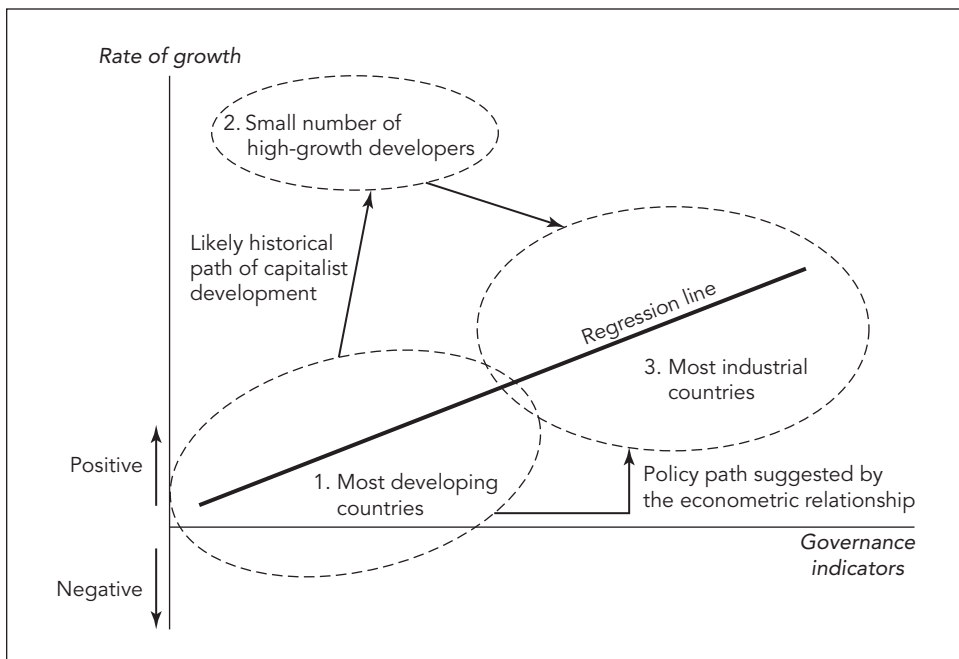 Rate of growth
2. Small number of
high-growth developers
Likely historical
path of capitalist
development
Regression line
3. Most industrial
countries
Positive
1. Most developing
countries
Policy path suggested by
the econometric relationship
Governance
indicators
Negative